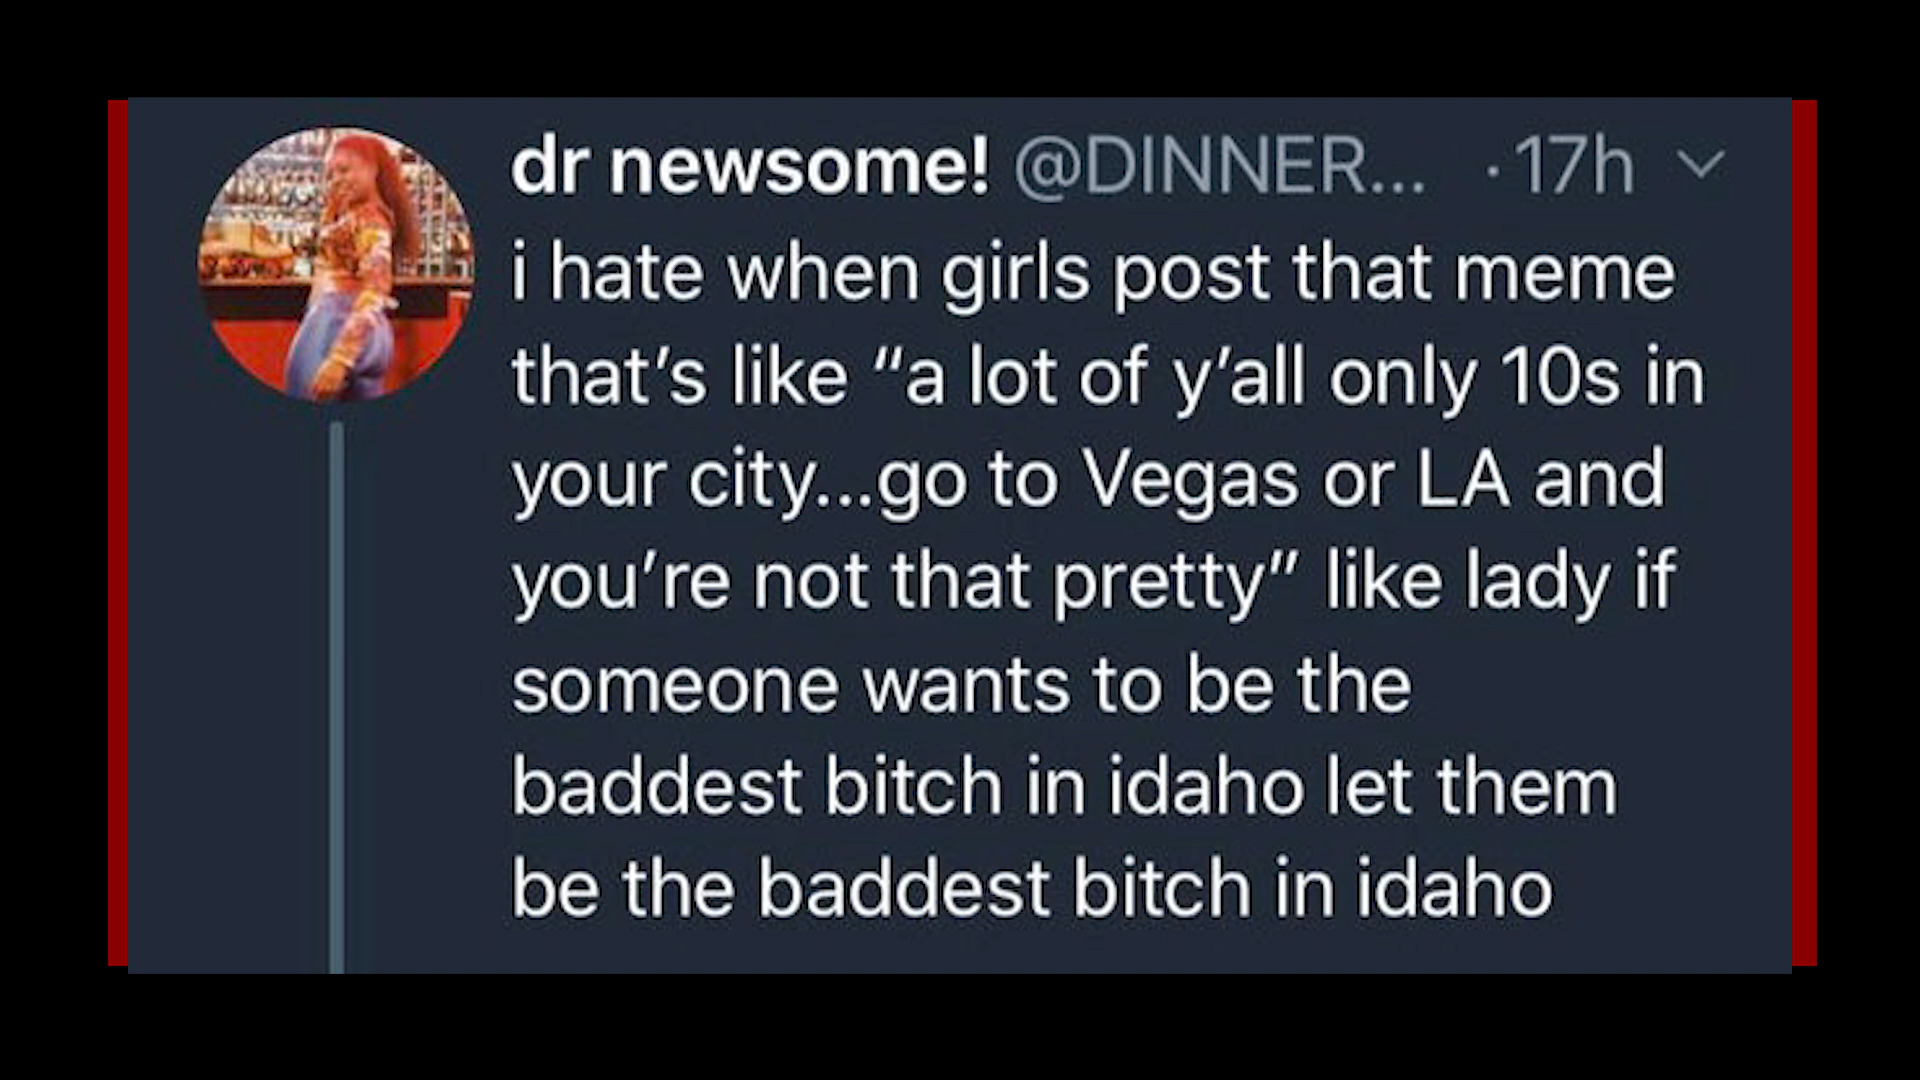 dr newsome! @DINNER... · 17h
i hate when girls post that meme
that’s like “a lot of y’all only 10s in
your city...go to Vegas or LA and
you’re not that pretty” like lady if
someone wants to be the
baddest bitch in idaho let them
be the baddest bitch in idaho